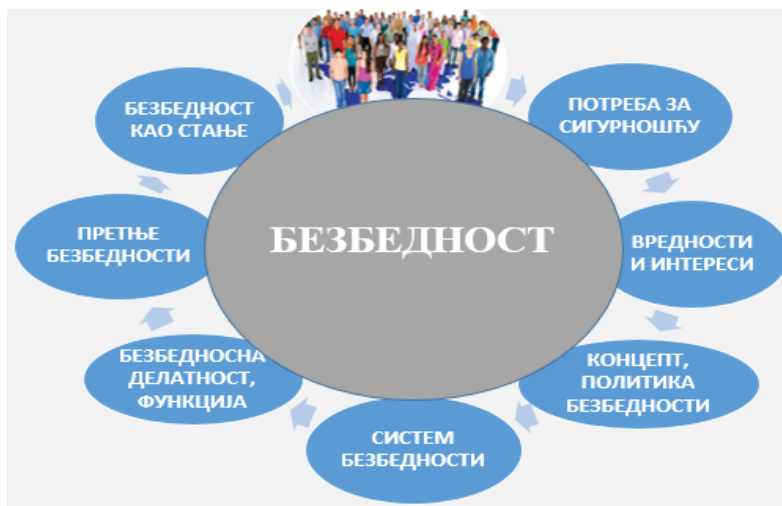 БЕЗБЕДНОСТ
ПОТРЕБА ЗА
СИГУРНОШЋУ
ВРЕДНОСТИ
И ИНТЕРЕСИ
КОНЦЕПТ,
ПОЛИТИКА
БЕЗБЕДНОСТИ
СИСТЕМ
БЕЗБЕДНОСТИ
БЕЗБЕДНОСНА
ДЕЛАТНОСТ,
ФУНКЦИЈА
ПРЕТЊЕ
БЕЗБЕДНОСТИ
БЕЗБЕДНОСТ
КАО СТАЊЕ